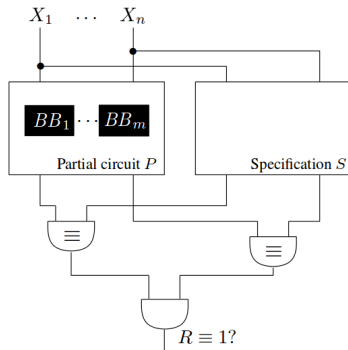 X₁ ... Xₙ
BB₁ ... BBₘ
Partial circuit P
Specification S
≡
≡
R ≡ 1?